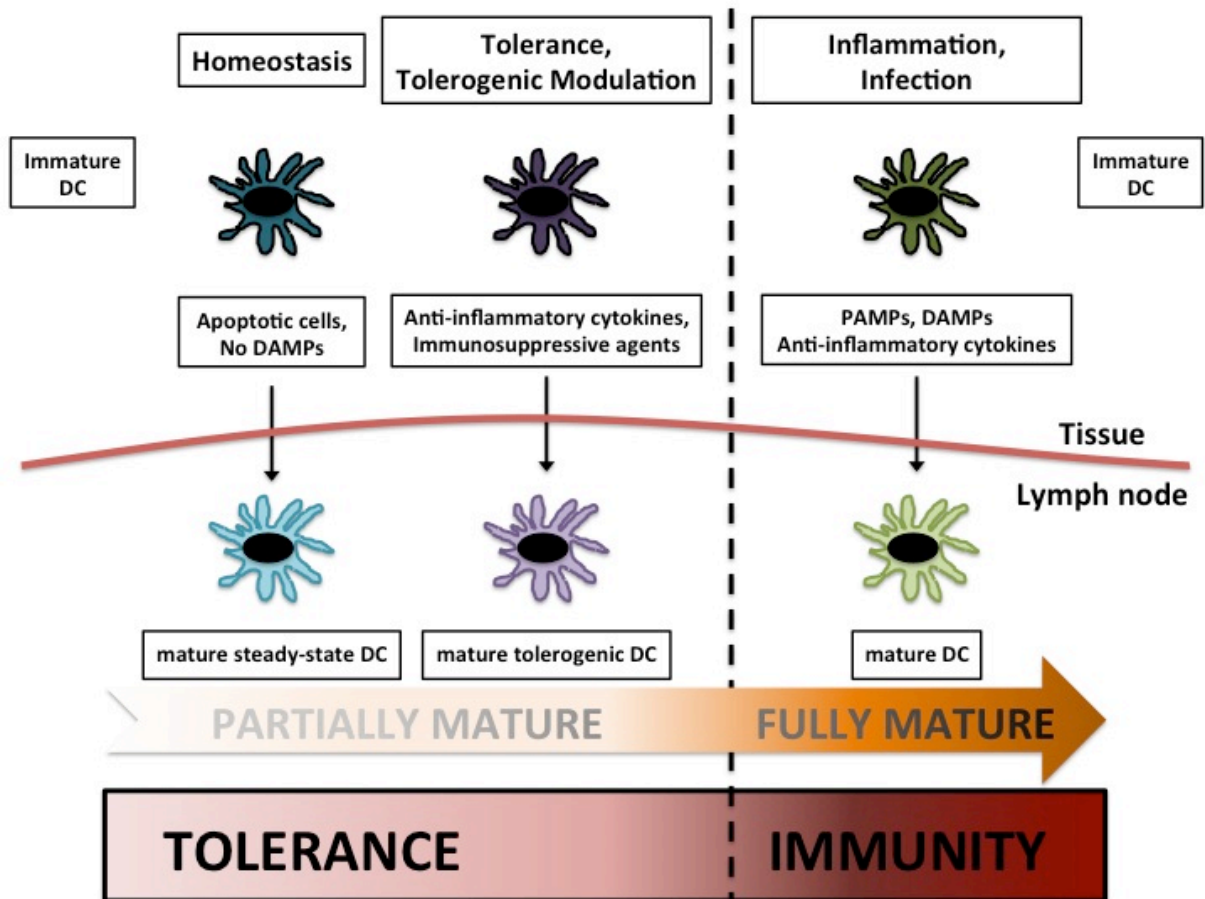 Homeostasis
Tolerance,
Tolerogenic Modulation
Inflammation,
Infection
Immature
DC
Immature
DC
Apoptotic cells,
No DAMPs
Anti-inflammatory cytokines,
Immunosuppressive agents
PAMPs, DAMPs
Anti-inflammatory cytokines
Tissue
Lymph node
mature steady-state DC
mature tolerogenic DC
mature DC
PARTIALLY MATURE
FULLY MATURE
TOLERANCE
IMMUNITY